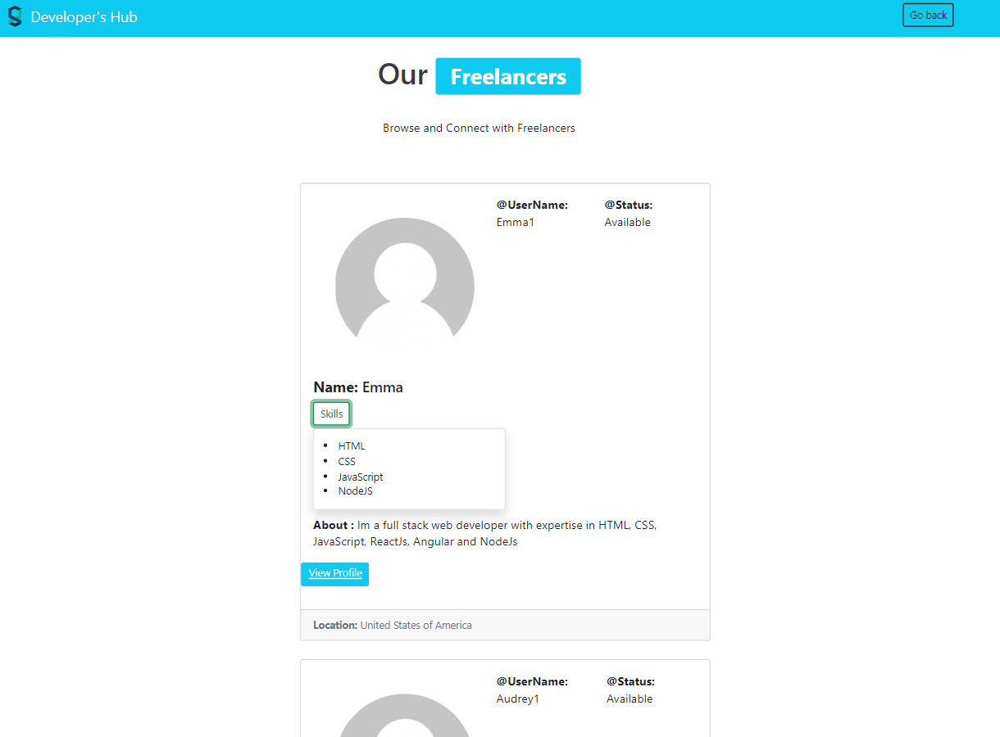 Developer's Hub
Go back
Our Freelancers
Browse and Connect with Freelancers
@UserName:
Emma1
@Status:
Available
Name: Emma
Skills
• HTML
• CSS
• JavaScript
• NodeJS
About : Im a full stack web developer with expertise in HTML, CSS,
JavaScript, ReactJs, Angular and NodeJs
View Profile
Location: United States of America
@UserName:
Audrey1
@Status:
Available